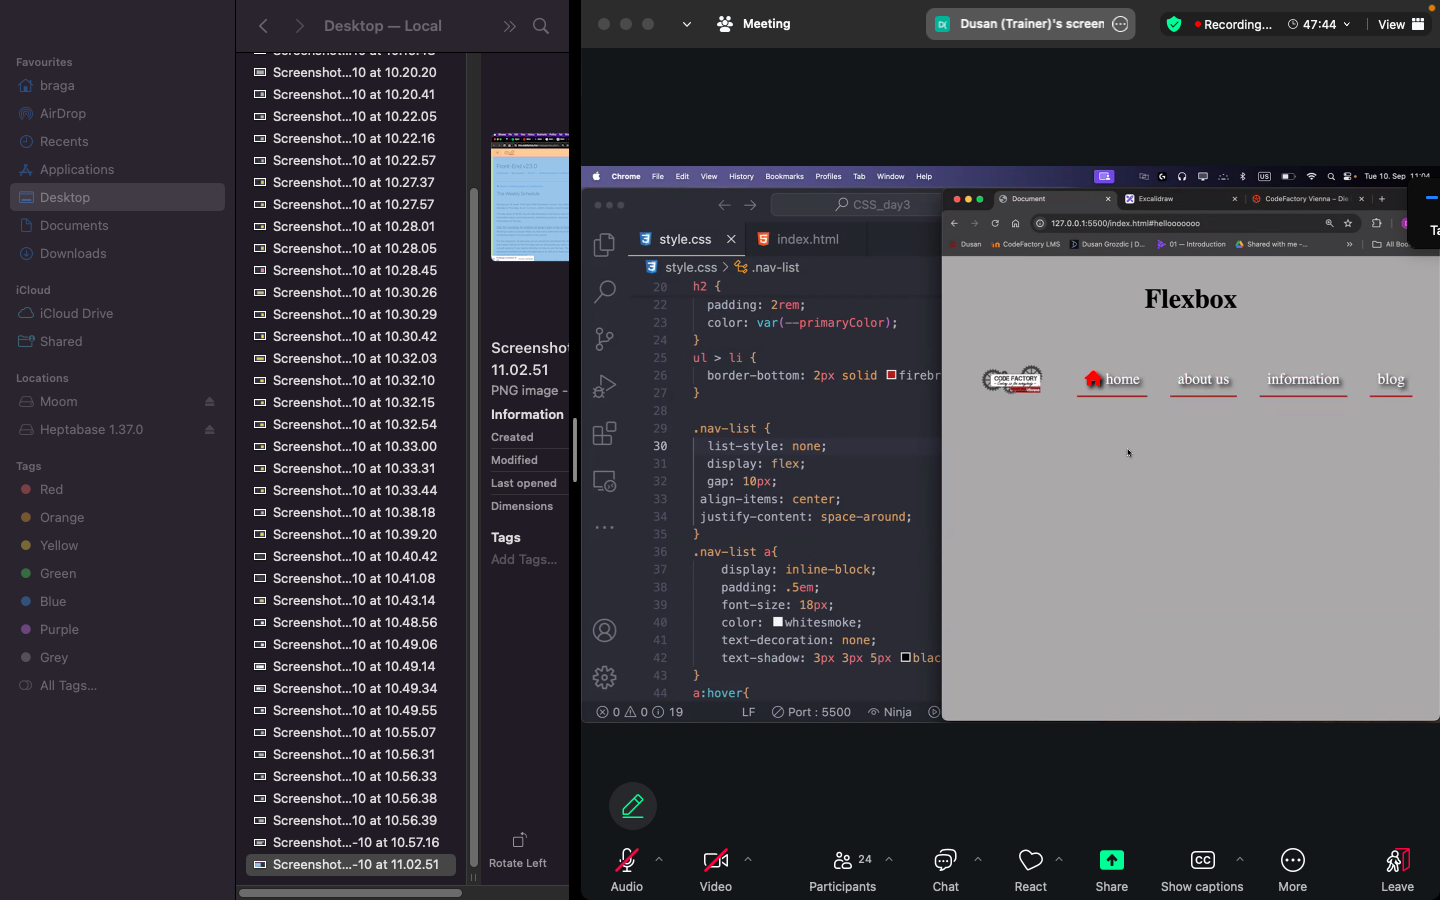 Favourites
braga
AirDrop
Recents
Applications
Desktop
Documents
Downloads
iCloud
iCloud Drive
Shared
Locations
Moom
Heptabase 1.37.0
Tags
Red
Orange
Yellow
Green
Blue
Purple
Grey
All Tags...
Desktop — Local
Screenshot...10 at 10.20.20
Screenshot...10 at 10.20.41
Screenshot...10 at 10.22.05
Screenshot...10 at 10.22.16
Screenshot...10 at 10.22.57
Screenshot...10 at 10.27.37
Screenshot...10 at 10.27.57
Screenshot...10 at 10.28.01
Screenshot...10 at 10.28.05
Screenshot...10 at 10.28.45
Screenshot...10 at 10.30.26
Screenshot...10 at 10.30.29
Screenshot...10 at 10.30.42
Screenshot...10 at 10.32.03
Screenshot...10 at 10.32.10
Screenshot...10 at 10.32.15
Screenshot...10 at 10.32.54
Screenshot...10 at 10.33.00
Screenshot...10 at 10.33.31
Screenshot...10 at 10.33.44
Screenshot...10 at 10.38.18
Screenshot...10 at 10.39.20
Screenshot...10 at 10.40.42
Screenshot...10 at 10.41.08
Screenshot...10 at 10.43.14
Screenshot...10 at 10.48.56
Screenshot...10 at 10.49.06
Screenshot...10 at 10.49.14
Screenshot...10 at 10.49.34
Screenshot...10 at 10.49.55
Screenshot...10 at 10.55.07
Screenshot...10 at 10.56.31
Screenshot...10 at 10.56.33
Screenshot...10 at 10.56.38
Screenshot...10 at 10.56.39
Screenshot...-10 at 10.57.16
Screenshot...-10 at 11.02.51
Screensho
11.02.51
PNG image -
Information
Created
Modified
Last opened
Dimensions
Tags
Add Tags...
Rotate Left
Meeting
Dusan (Trainer)'s screen
Recording...
47:44
View
Chrome File Edit View History Bookmarks Profiles Tab Window Help
US
Tue 10. Sep 11:04
CSS_day3
style.css
index.html
style.css > .nav-list
20 h2 {
22 padding: 2rem;
23 color: var(--primaryColor);
24 }
25 ul > li {
26 border-bottom: 2px solid firebr
27 }
28
29 .nav-list {
30 list-style: none;
31 display: flex;
32 gap: 10px;
33 align-items: center;
34 justify-content: space-around;
35 }
36 .nav-list a{
37 display: inline-block;
38 padding: .5em;
39 font-size: 18px;
40 color: whitesmoke;
41 text-decoration: none;
42 text-shadow: 3px 3px 5px blac
43 }
44 a:hover{
0 0 19
LF
Port : 5500
Ninja
Document
Excalidraw
CodeFactory Vienna – Die
127.0.0.1:5500/index.html#hellooooooo
Dusan
CodeFactory LMS
Dusan Grozdic | D...
01 — Introduction
Shared with me -...
All Boo
Ta
Flexbox
CODE FACTORY
home
about us
information
blog
Audio
Video
24
Participants
Chat
React
Share
CC
Show captions
More
Leave